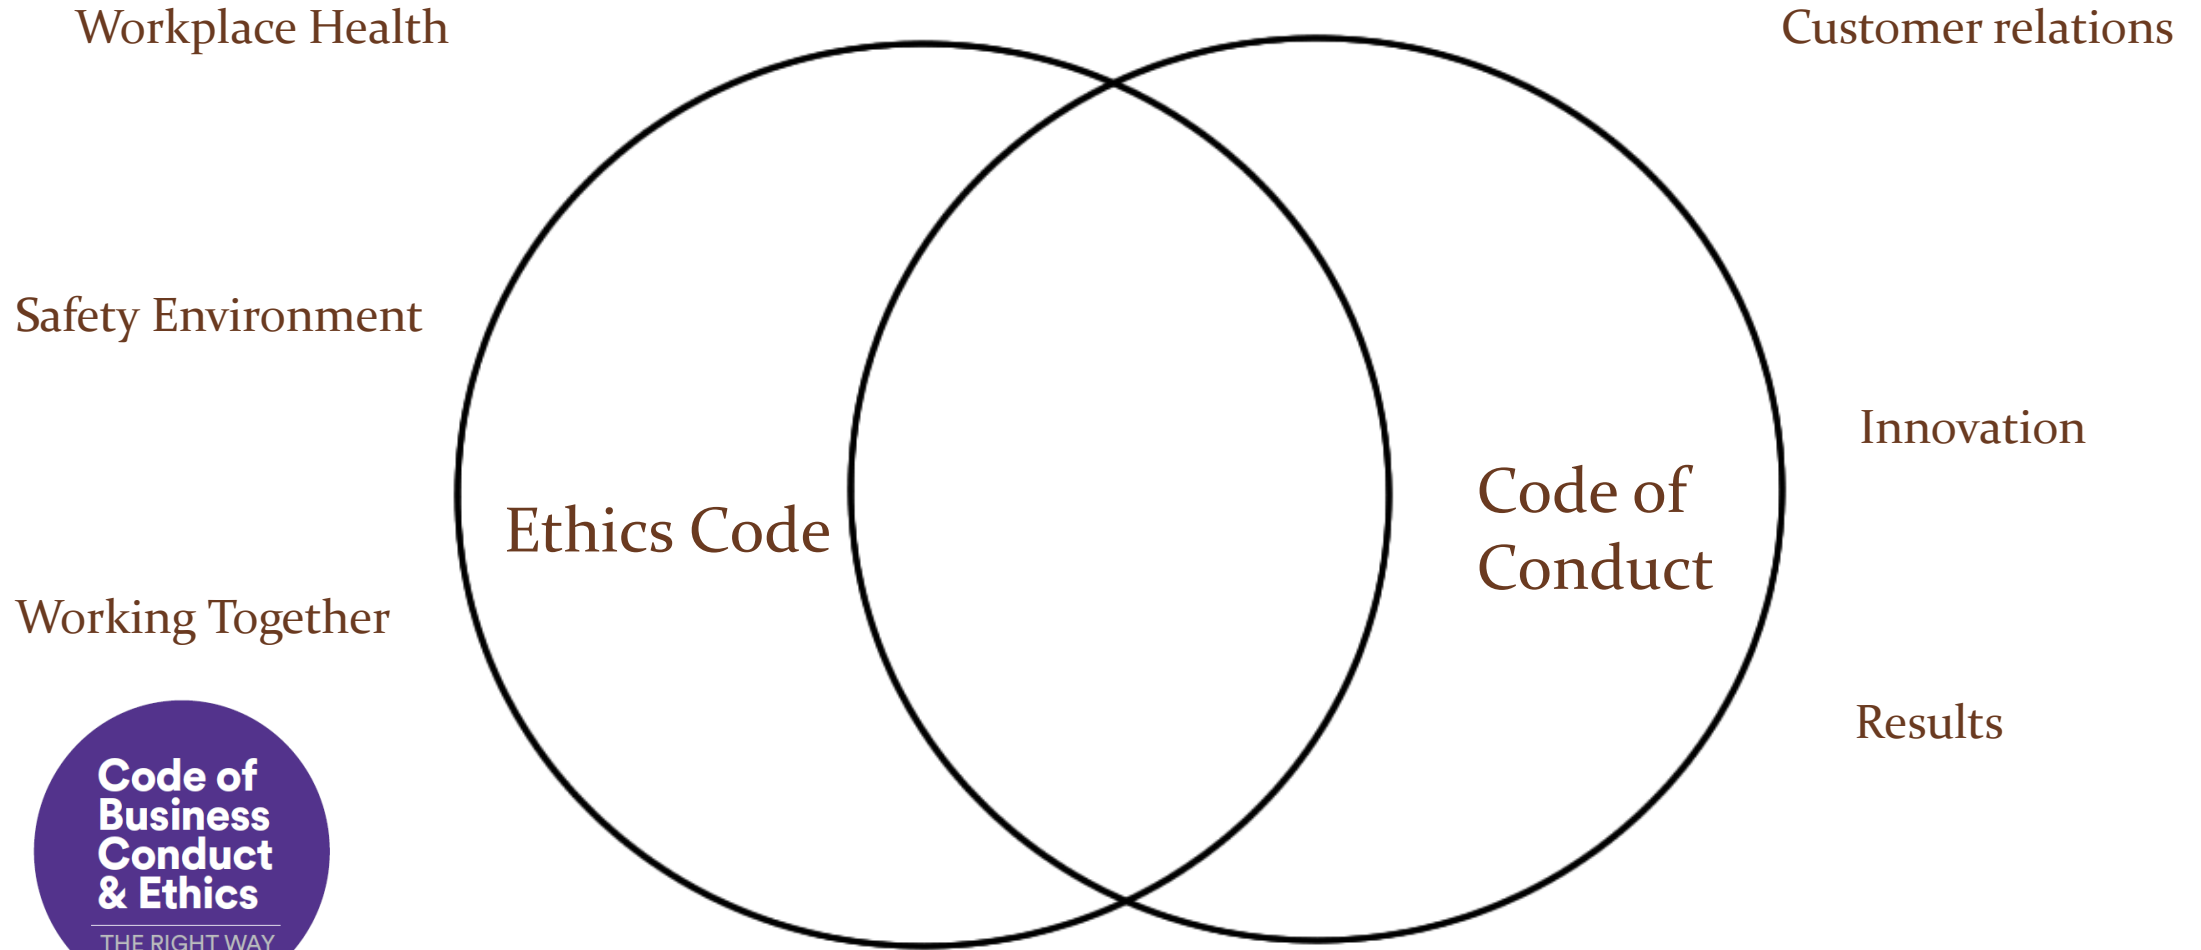 Workplace Health
Customer relations
Safety Environment
Innovation
Code of
Conduct
Ethics Code
Working Together
Results
Code of
Business
Conduct
& Ethics
THE RIGHT WAY